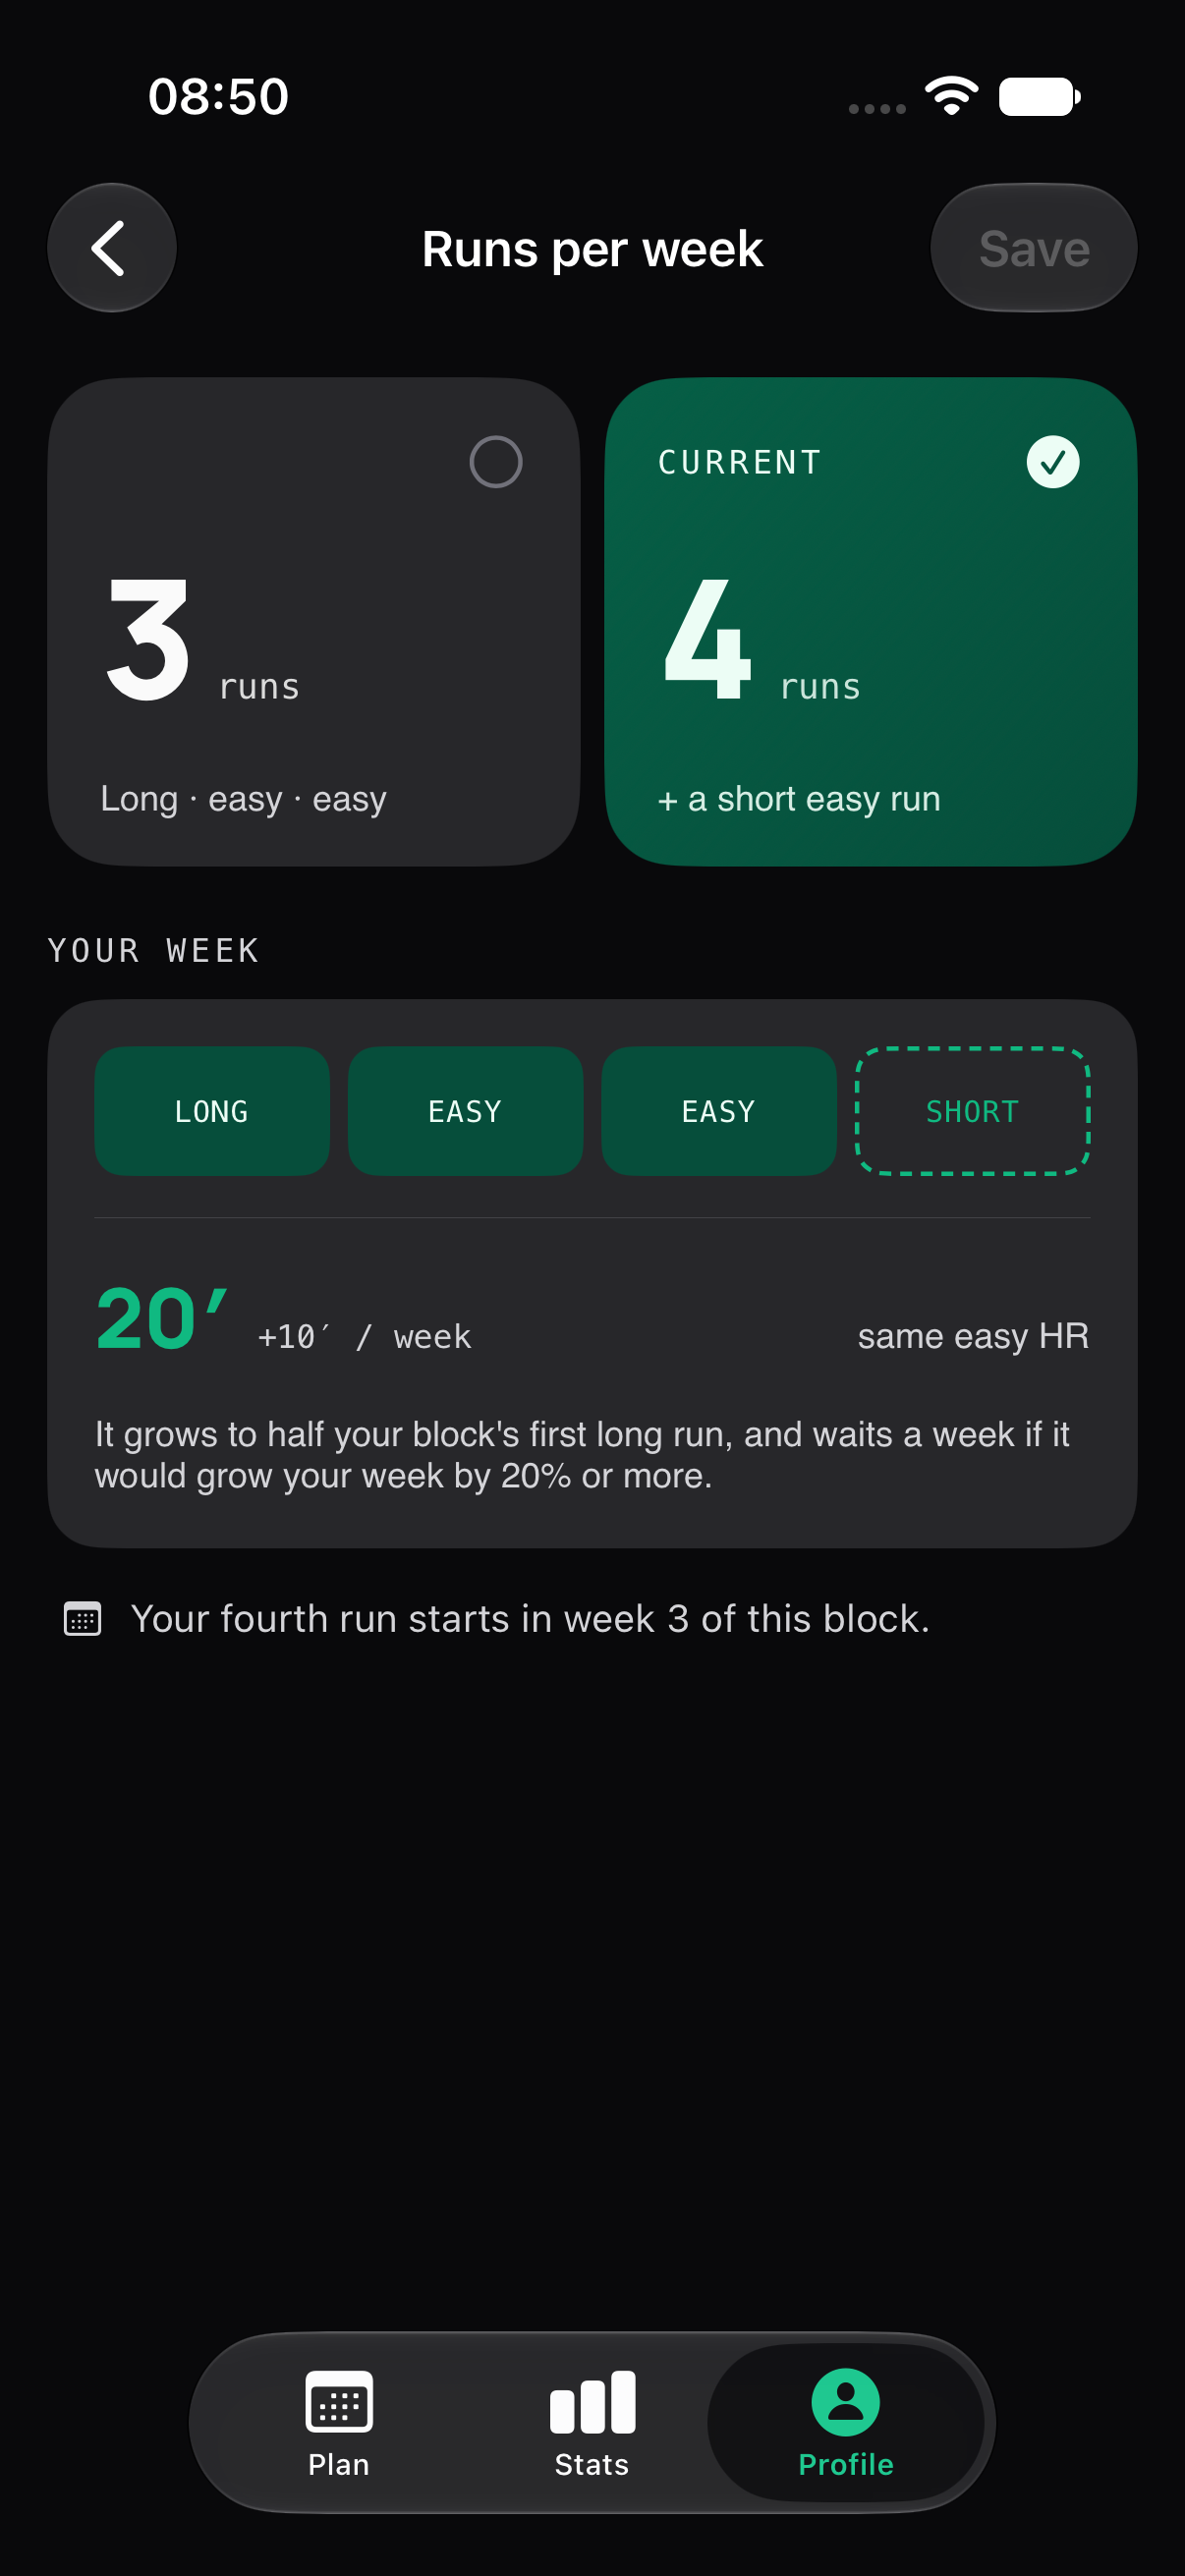 08:50
Runs per week
Save
CURRENT
3 runs
4 runs
Long · easy · easy
+ a short easy run
YOUR WEEK
LONG
EASY
EASY
SHORT
20′ +10′ / week
same easy HR
It grows to half your block's first long run, and waits a week if it
would grow your week by 20% or more.
Your fourth run starts in week 3 of this block.
Plan
Stats
Profile